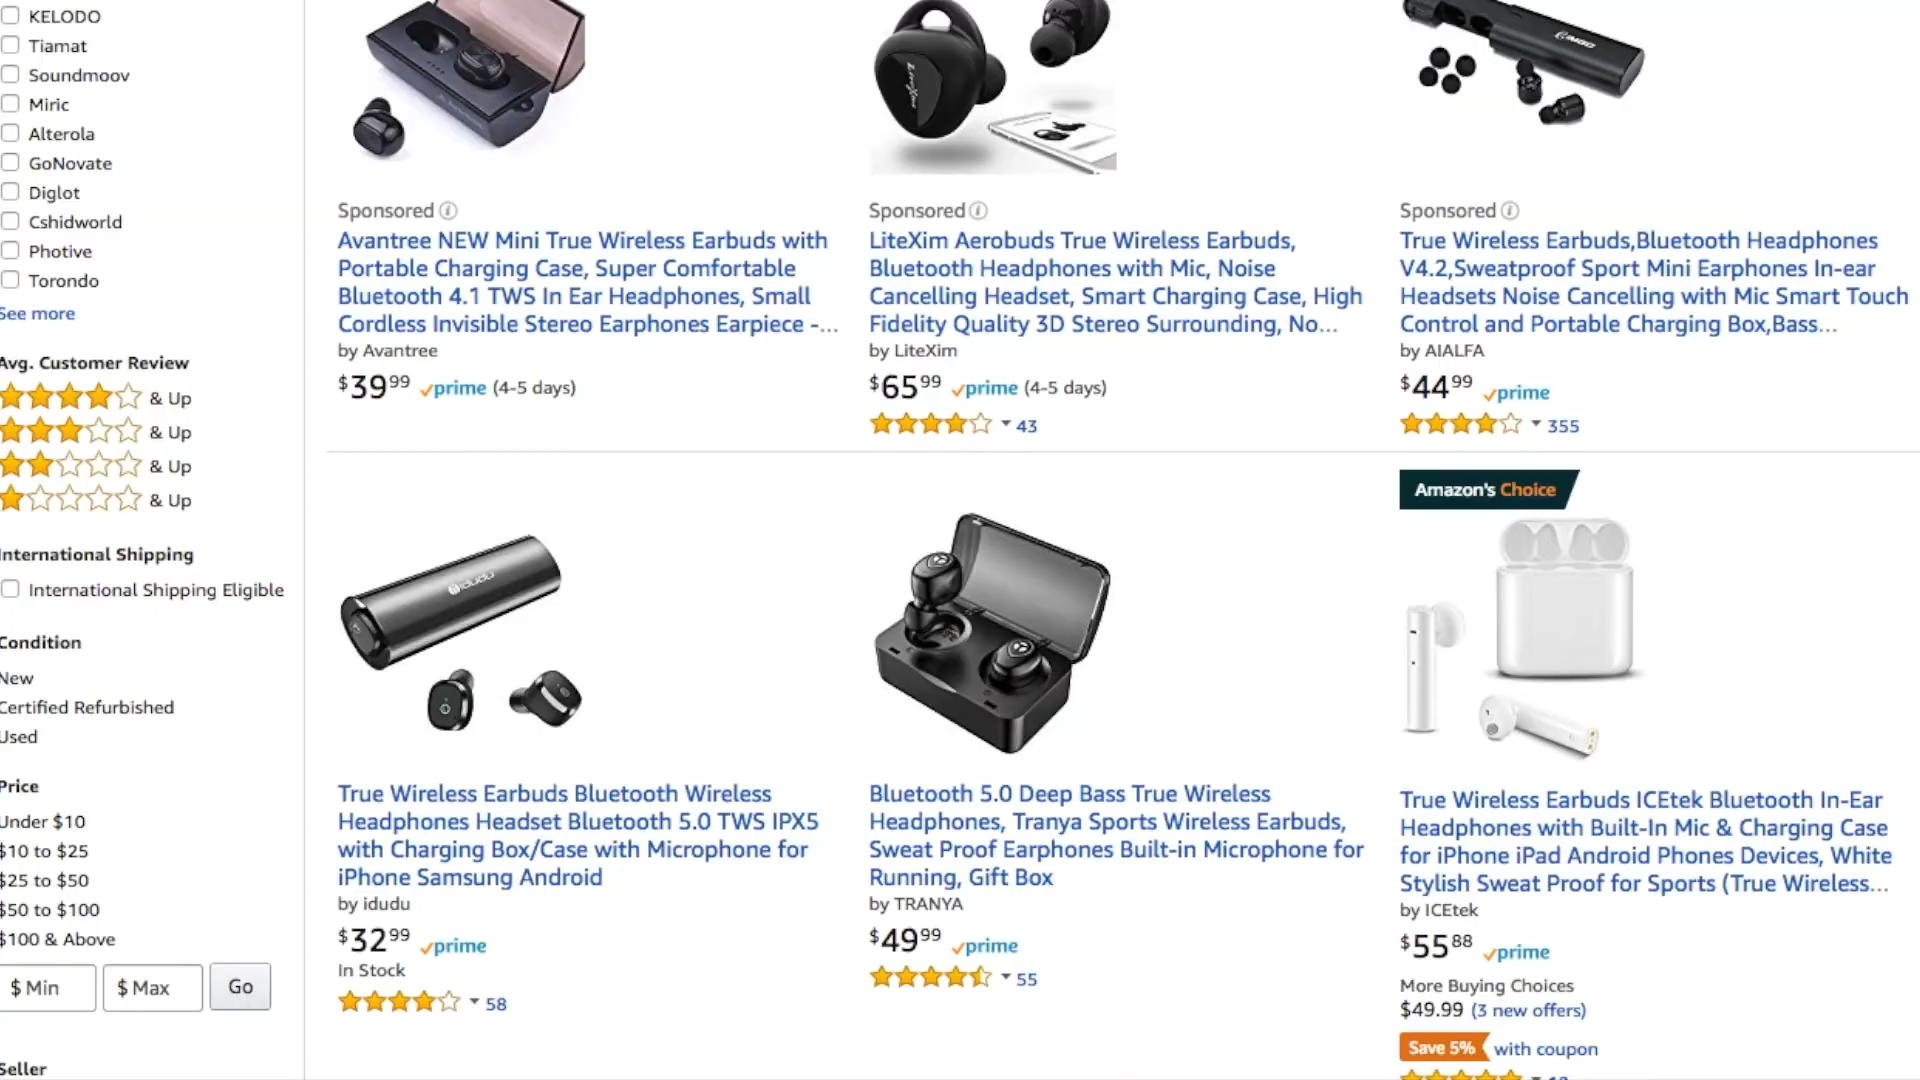 KELODO
Tiamat
Soundmoov
Miric
Alterola
GoNovate
Diglot
Cshidworld
Photive
Torondo
See more
Avg. Customer Review
& Up
& Up
& Up
& Up
International Shipping
International Shipping Eligible
Condition
New
Certified Refurbished
Used
Price
Under $10
$10 to $25
$25 to $50
$50 to $100
$100 & Above
$ Min
$ Max
Go
Seller
Sponsored
Avantree NEW Mini True Wireless Earbuds with
Portable Charging Case, Super Comfortable
Bluetooth 4.1 TWS In Ear Headphones, Small
Cordless Invisible Stereo Earphones Earpiece -...
by Avantree
$39.99 prime (4-5 days)
LiteXim
Sponsored
LiteXim Aerobuds True Wireless Earbuds,
Bluetooth Headphones with Mic, Noise
Cancelling Headset, Smart Charging Case, High
Fidelity Quality 3D Stereo Surrounding, No...
by LiteXim
$65.99 prime (4-5 days)
43
Sponsored
True Wireless Earbuds,Bluetooth Headphones
V4.2,Sweatproof Sport Mini Earphones In-ear
Headsets Noise Cancelling with Mic Smart Touch
Control and Portable Charging Box,Bass...
by AIALFA
$44.99 prime
355
idudu
True Wireless Earbuds Bluetooth Wireless
Headphones Headset Bluetooth 5.0 TWS IPX5
with Charging Box/Case with Microphone for
iPhone Samsung Android
by idudu
$32.99 prime
In Stock
58
Bluetooth 5.0 Deep Bass True Wireless
Headphones, Tranya Sports Wireless Earbuds,
Sweat Proof Earphones Built-in Microphone for
Running, Gift Box
by TRANYA
$49.99 prime
55
Amazon's Choice
True Wireless Earbuds ICEtek Bluetooth In-Ear
Headphones with Built-In Mic & Charging Case
for iPhone iPad Android Phones Devices, White
Stylish Sweat Proof for Sports (True Wireless...
by ICEtek
$55.88 prime
More Buying Choices
$49.99 (3 new offers)
Save 5% with coupon